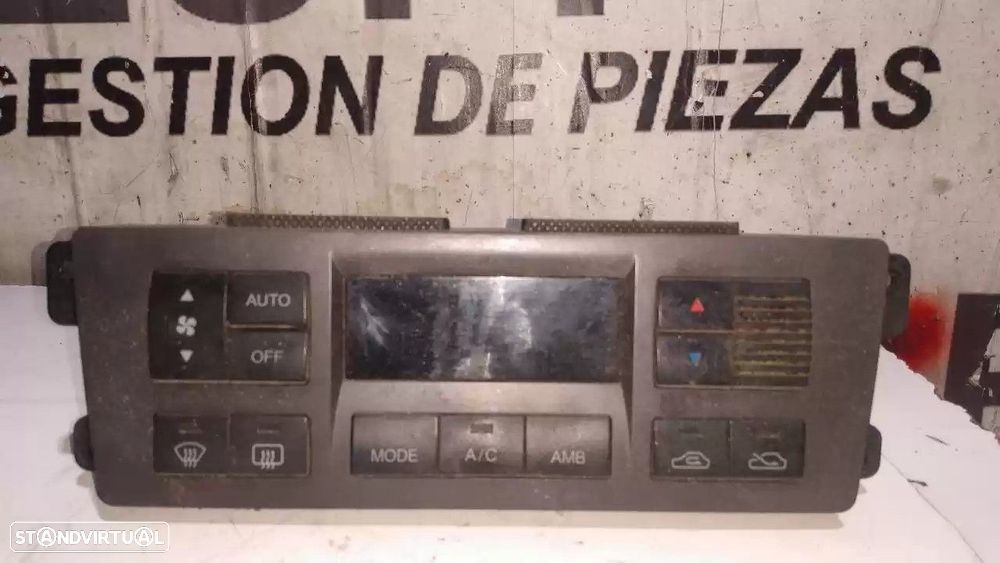 GESTION DE PIEZAS
AUTO
OFF
MODE
A/C
AMB
STANDVIRTUAL